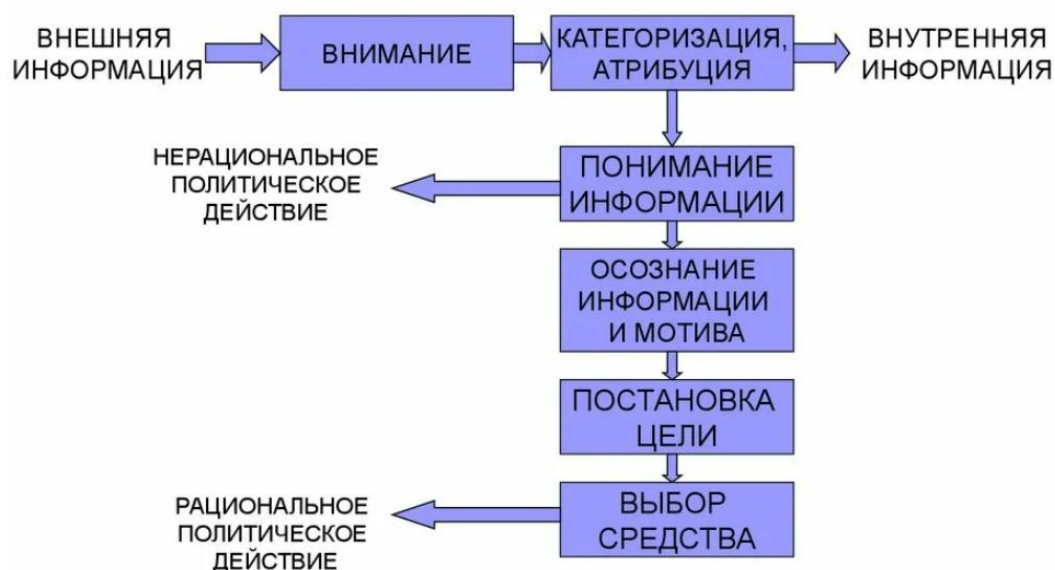 ВНЕШНЯЯ
ИНФОРМАЦИЯ
ВНИМАНИЕ
КАТЕГОРИЗАЦИЯ,
АТРИБУЦИЯ
ВНУТРЕННЯЯ
ИНФОРМАЦИЯ
НЕРАЦИОНАЛЬНОЕ
ПОЛИТИЧЕСКОЕ
ДЕЙСТВИЕ
ПОНИМАНИЕ
ИНФОРМАЦИИ
ОСОЗНАНИЕ
ИНФОРМАЦИИ
И МОТИВА
ПОСТАНОВКА
ЦЕЛИ
РАЦИОНАЛЬНОЕ
ПОЛИТИЧЕСКОЕ
ДЕЙСТВИЕ
ВЫБОР
СРЕДСТВА